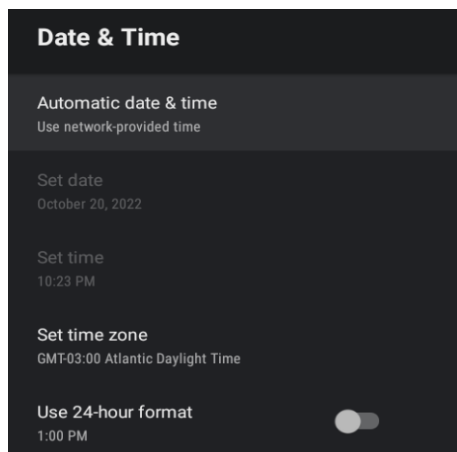 Date & Time
Automatic date & time
Use network-provided time
Set date
October 20, 2022
Set time
10:23 PM
Set time zone
GMT-03:00 Atlantic Daylight Time
Use 24-hour format
1:00 PM